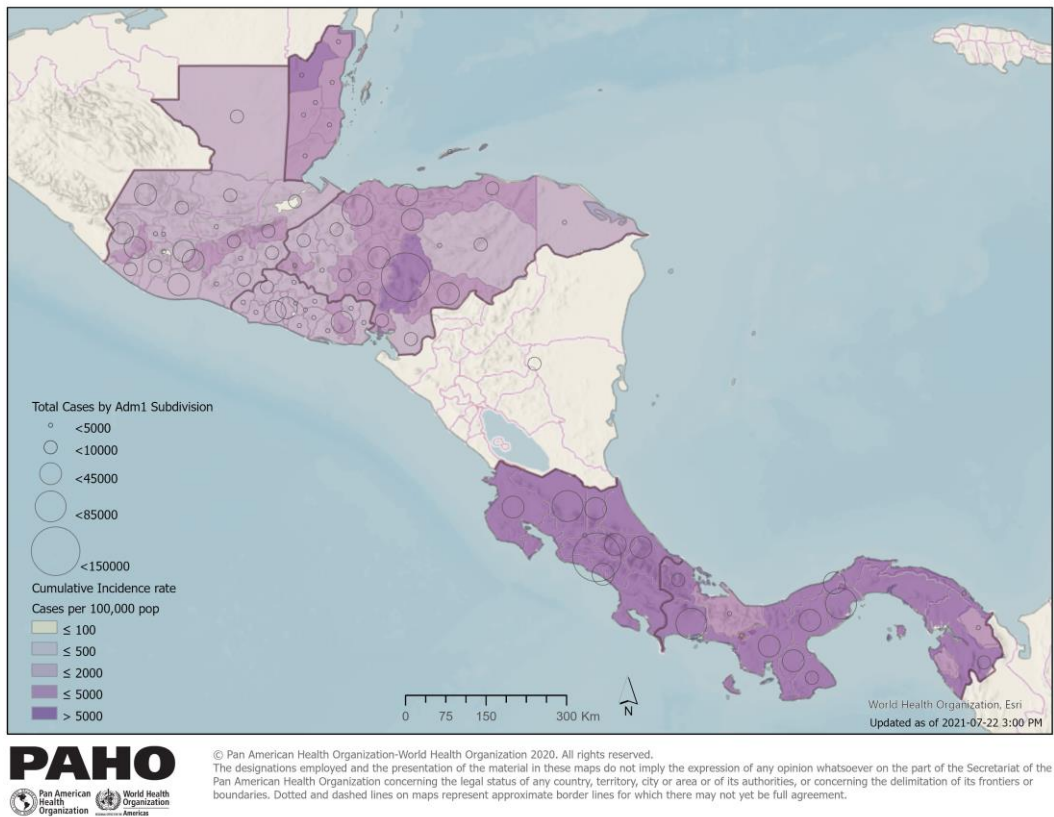 Total Cases by Adm1 Subdivision
<5000
<10000
<45000
<85000
<150000
Cumulative Incidence rate
Cases per 100,000 pop
≤ 100
≤ 500
≤ 2000
≤ 5000
> 5000
0 75 150 300 Km
N
World Health Organization, Esri
Updated as of 2021-07-22 3:00 PM
PAHO
Pan American
Health
Organization
World Health
Organization
Americas
© Pan American Health Organization-World Health Organization 2020. All rights reserved.
The designations employed and the presentation of the material in these maps do not imply the expression of any opinion whatsoever on the part of the Secretariat of the
Pan American Health Organization concerning the legal status of any country, territory, city or area or of its authorities, or concerning the delimitation of its frontiers or
boundaries. Dotted and dashed lines on maps represent approximate border lines for which there may not yet be full agreement.